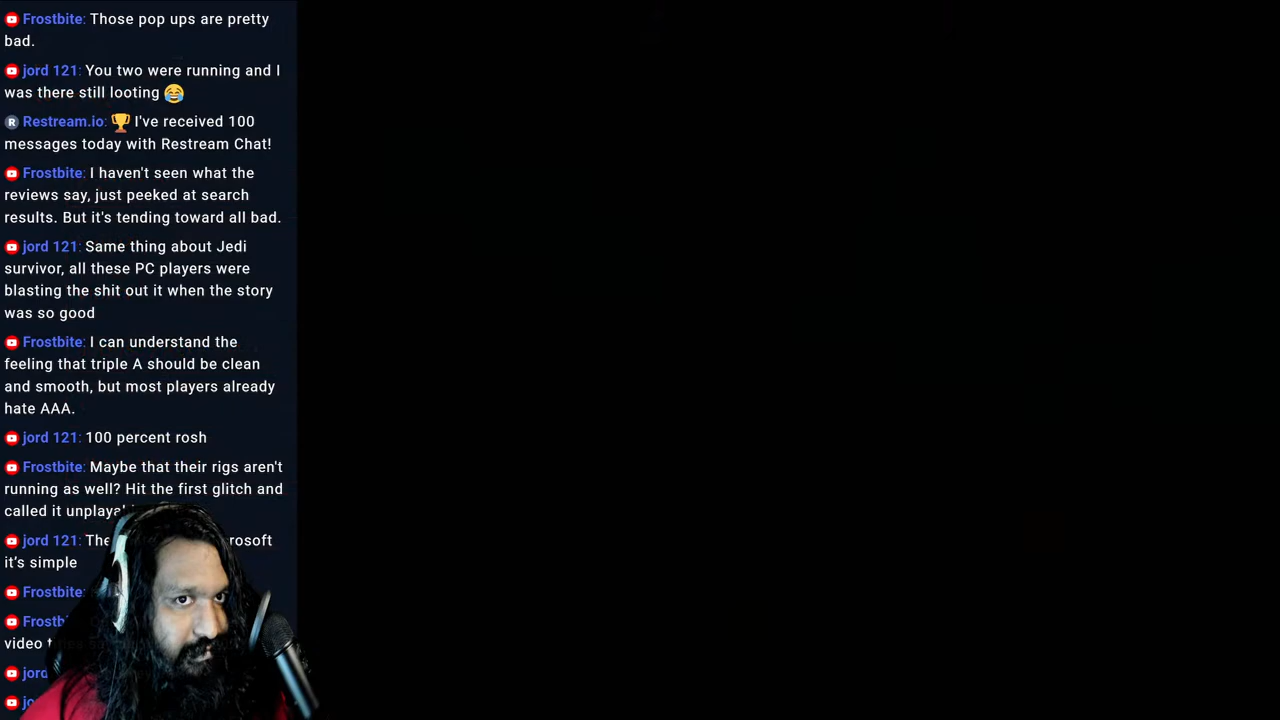 Frostbite: Those pop ups are pretty
bad.
jord 121: You two were running and I
was there still looting 😂
R Restream.io: 🏆 I've received 100
messages today with Restream Chat!
Frostbite: I haven't seen what the
reviews say, just peeked at search
results. But it's tending toward all bad.
jord 121: Same thing about Jedi
survivor, all these PC players were
blasting the shit out it when the story
was so good
Frostbite: I can understand the
feeling that triple A should be clean
and smooth, but most players already
hate AAA.
jord 121: 100 percent rosh
Frostbite: Maybe that their rigs aren't
running as well? Hit the first glitch and
called it
jord 121:
it's simple
Frostbite:
video